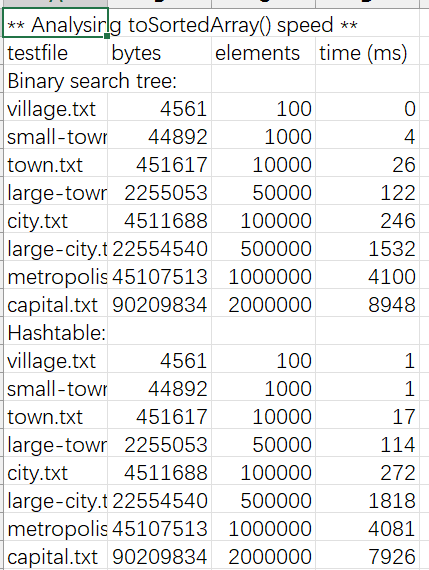 ** Analysing toSortedArray() speed **
testfile bytes elements time (ms)
Binary search tree:
village.txt 4561 100 0
small-towr 44892 1000 4
town.txt 451617 10000 26
large-towr 2255053 50000 122
city.txt 4511688 100000 246
large-city.t 22554540 500000 1532
metropolis 45107513 1000000 4100
capital.txt 90209834 2000000 8948
Hashtable:
village.txt 4561 100 1
small-towr 44892 1000 1
town.txt 451617 10000 17
large-towr 2255053 50000 114
city.txt 4511688 100000 272
large-city.t 22554540 500000 1818
metropolis 45107513 1000000 4081
capital.txt 90209834 2000000 7926